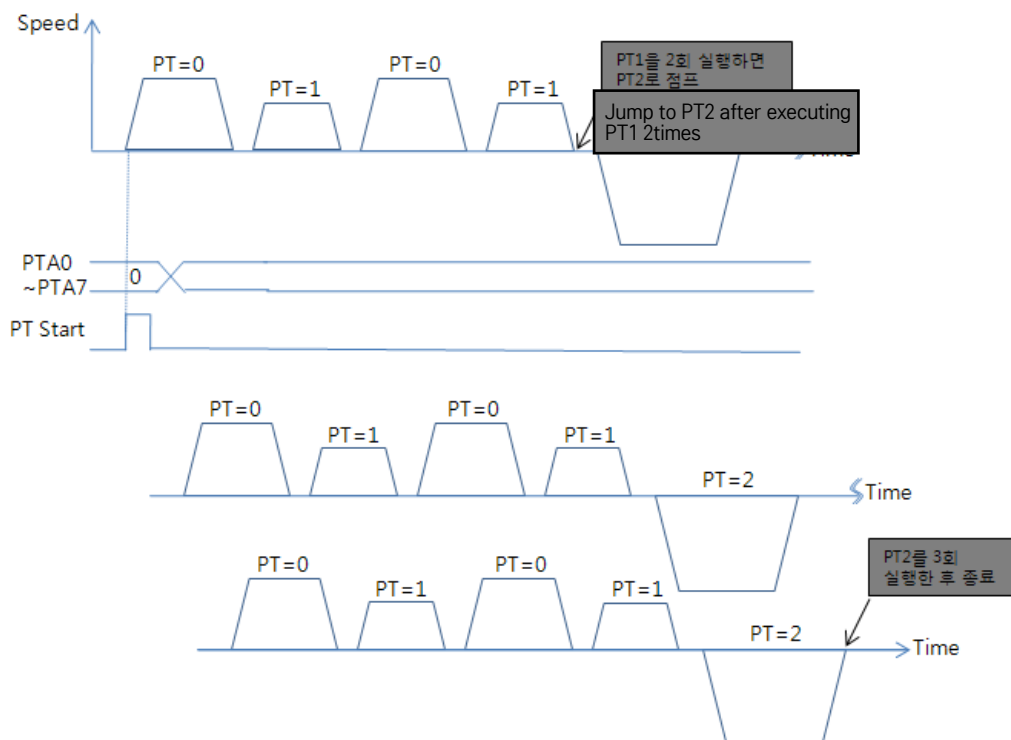 Speed
PT=0
PT=1
PT=0
PT=1
PT1을 2회 실행하면
PT2로 점프
Jump to PT2 after executing
PT1 2times
PTA0
~PTA7
0
PT Start
PT=0
PT=1
PT=0
PT=1
PT=2
Time
PT2를 3회
실행한 후 종료
PT=0
PT=1
PT=0
PT=1
PT=2
Time